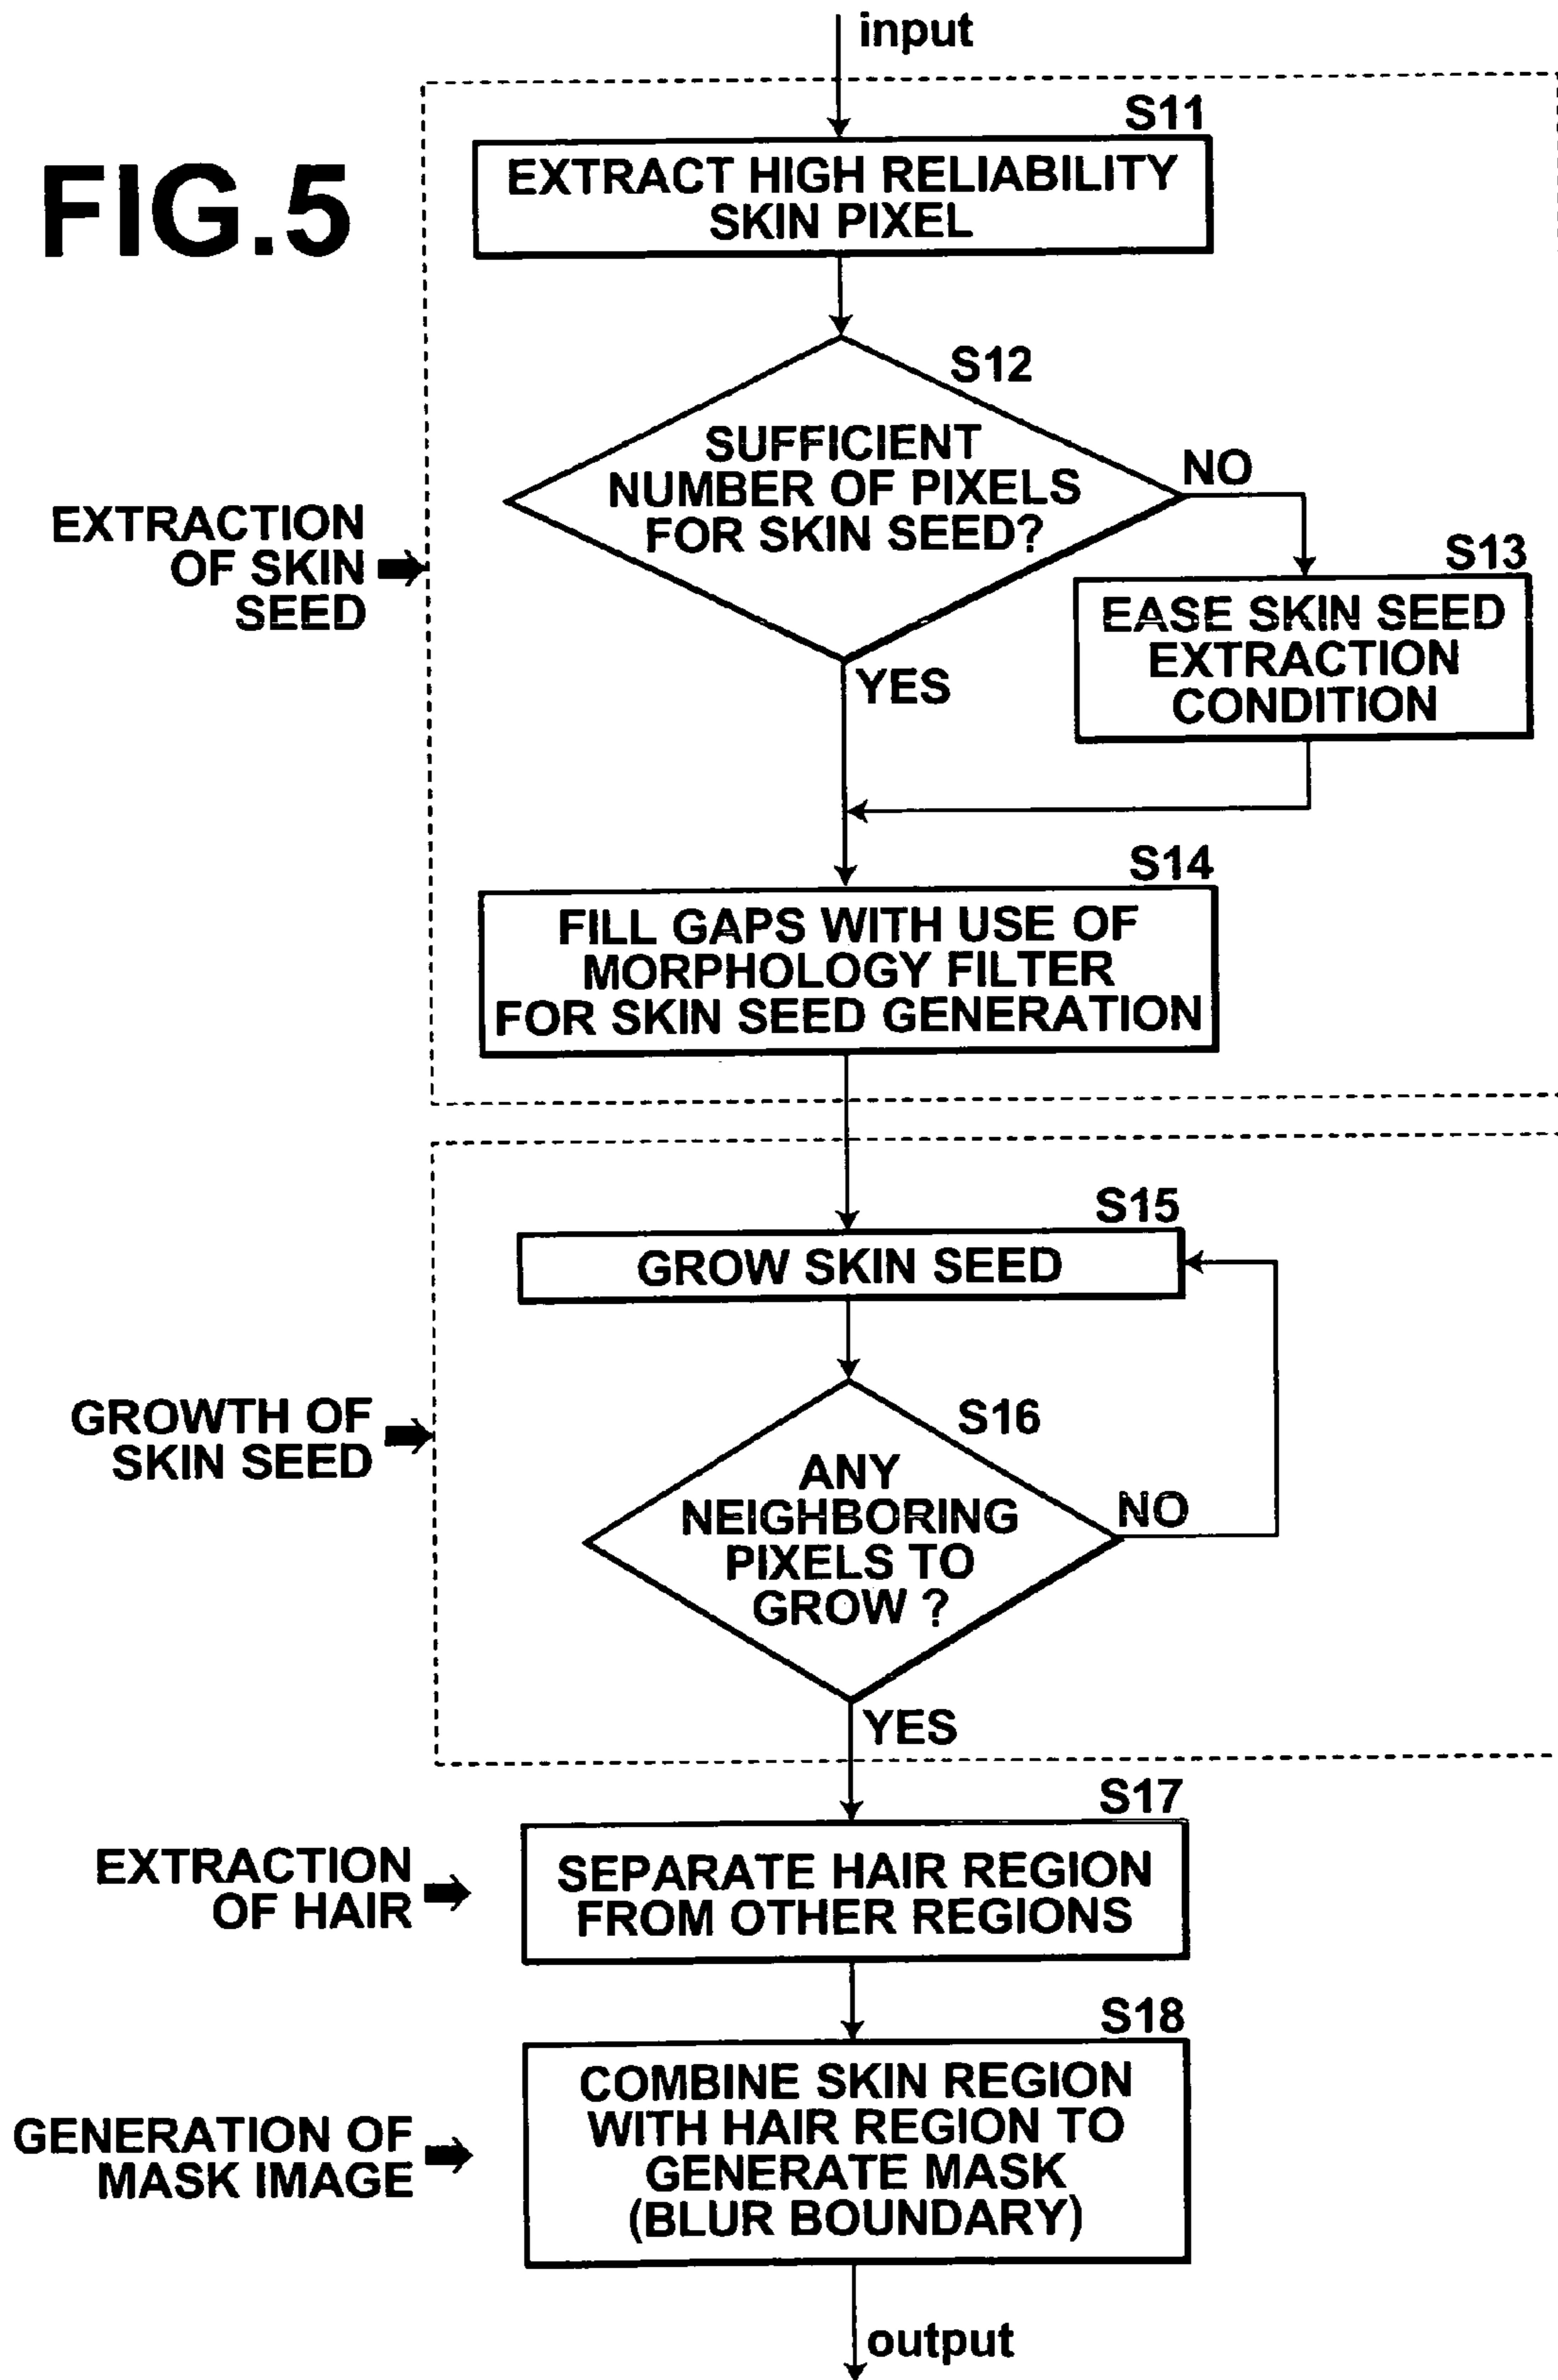 input
FIG.5
S11
EXTRACT HIGH RELIABILITY
SKIN PIXEL
S12
SUFFICIENT
NUMBER OF PIXELS
FOR SKIN SEED?
NO
EXTRACTION
OF SKIN
SEED
S13
EASE SKIN SEED
EXTRACTION
CONDITION
YES
S14
FILL GAPS WITH USE OF
MORPHOLOGY FILTER
FOR SKIN SEED GENERATION
S15
GROW SKIN SEED
GROWTH OF
SKIN SEED
S16
ANY
NEIGHBORING
PIXELS TO
GROW ?
NO
YES
S17
EXTRACTION
OF HAIR
SEPARATE HAIR REGION
FROM OTHER REGIONS
S18
GENERATION OF
MASK IMAGE
COMBINE SKIN REGION
WITH HAIR REGION TO
GENERATE MASK
(BLUR BOUNDARY)
output